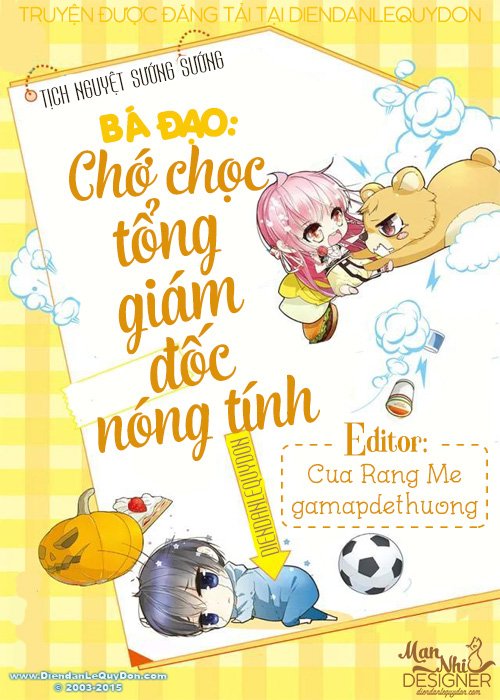 TRUYỆN ĐƯỢC ĐĂNG TẢI TẠI DIENDANLEQUYDON
TỊCH NGUYỆT SƯỚNG SƯỚNG
BÁ ĐẠO:
Chớ chọc
tổng
giám
đốc
nóng tính
Editor:
Cua Rang Me
gamapdethuong
DIENDANLEQUYDON
www.DiendanLeQuyDon.com
© 2003-2015
Mạn
Nhi
DESIGNER
diendanlequydon.com